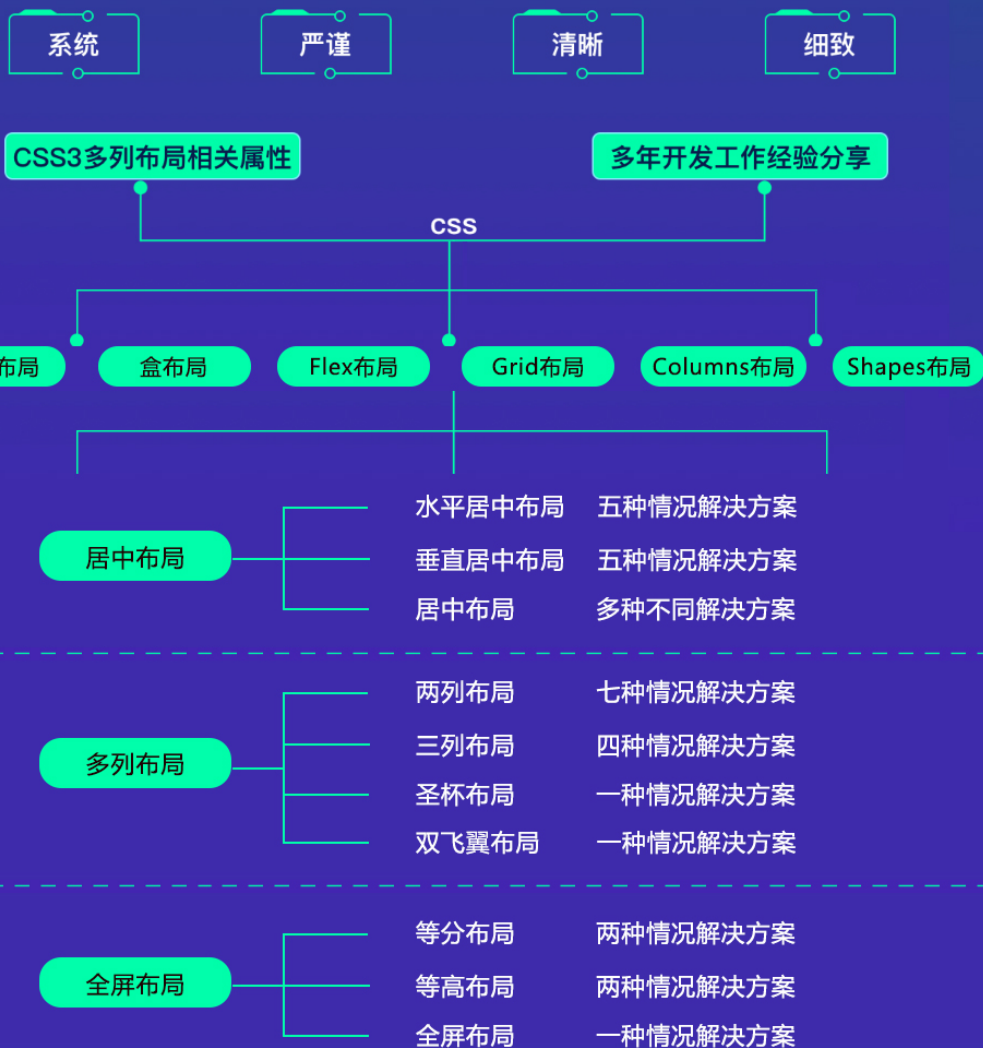 系统
严谨
清晰
细致
CSS3多列布局相关属性
多年开发工作经验分享
CSS
布局
盒布局
Flex布局
Grid布局
Columns布局
Shapes布局
居中布局
水平居中布局 五种情况解决方案
垂直居中布局 五种情况解决方案
居中布局 多种不同解决方案
多列布局
两列布局 七种情况解决方案
三列布局 四种情况解决方案
圣杯布局 一种情况解决方案
双飞翼布局 一种情况解决方案
全屏布局
等分布局 两种情况解决方案
等高布局 两种情况解决方案
全屏布局 一种情况解决方案